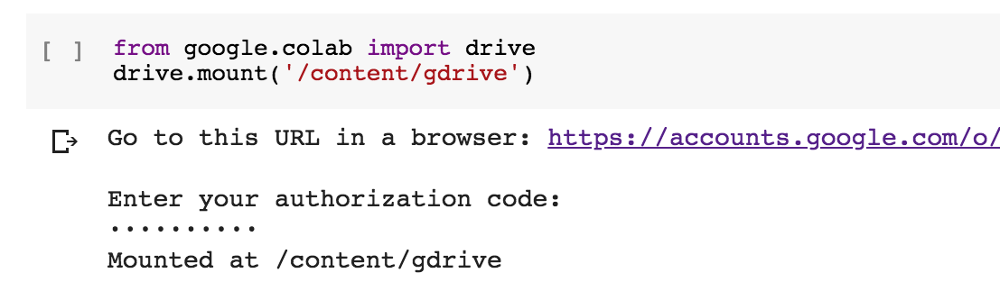 [ ] from google.colab import drive
drive.mount('/content/gdrive')
Go to this URL in a browser: https://accounts.google.com/o/
Enter your authorization code:
··········
Mounted at /content/gdrive